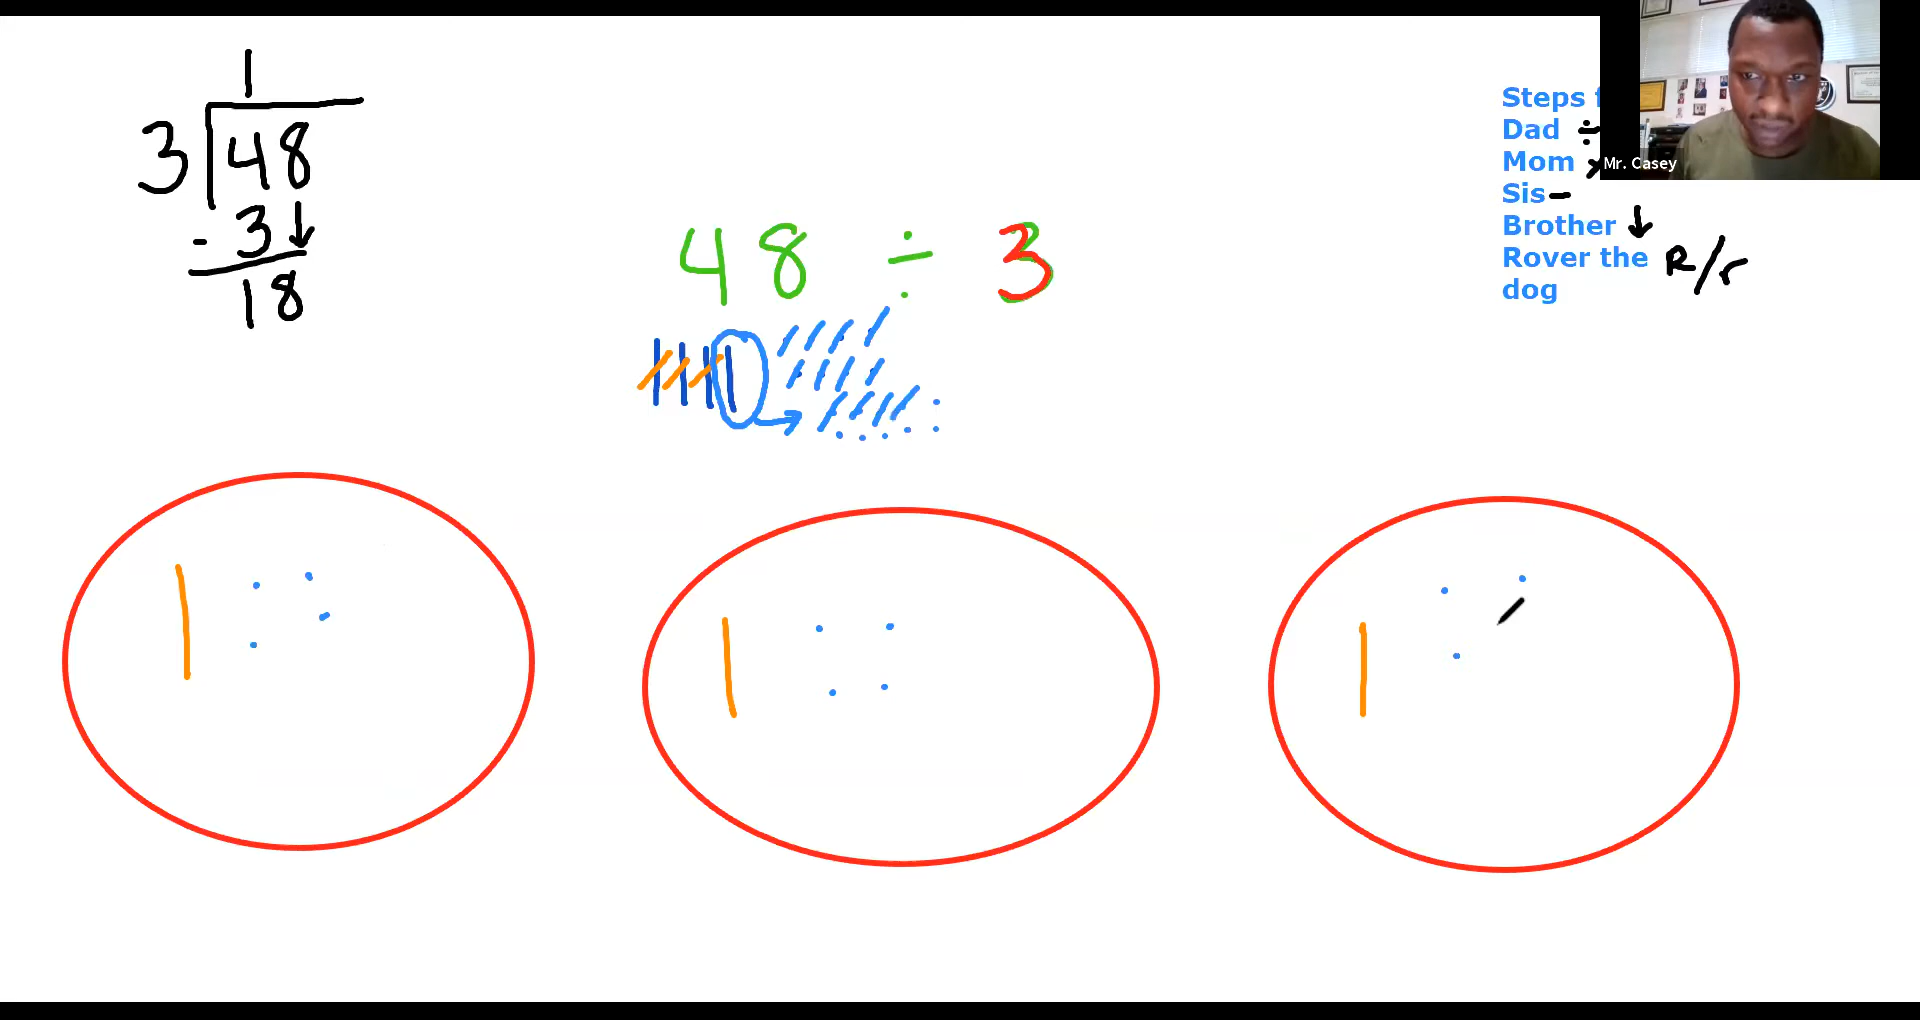 1
3 48
- 3↓
18
48 ÷ 3
Steps
Dad ÷
Mom
Sis -
Brother ↓
Rover the R/r
dog
Mr. Casey